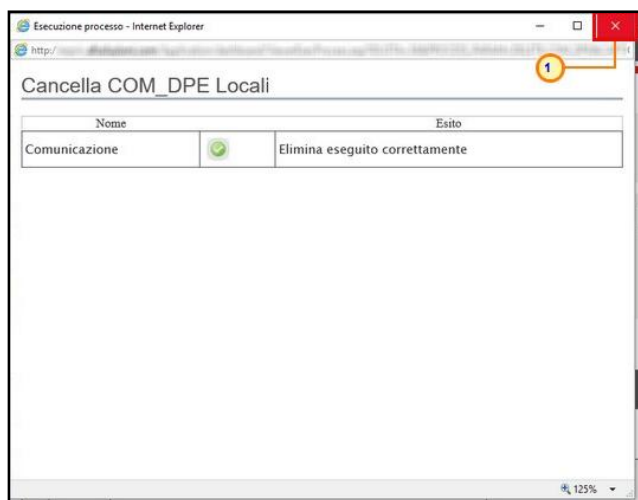 Esecuzione processo - Internet Explorer
http:/
1
Cancella COM_DPE Locali
Nome Esito
Comunicazione Elimina eseguito correttamente
125%